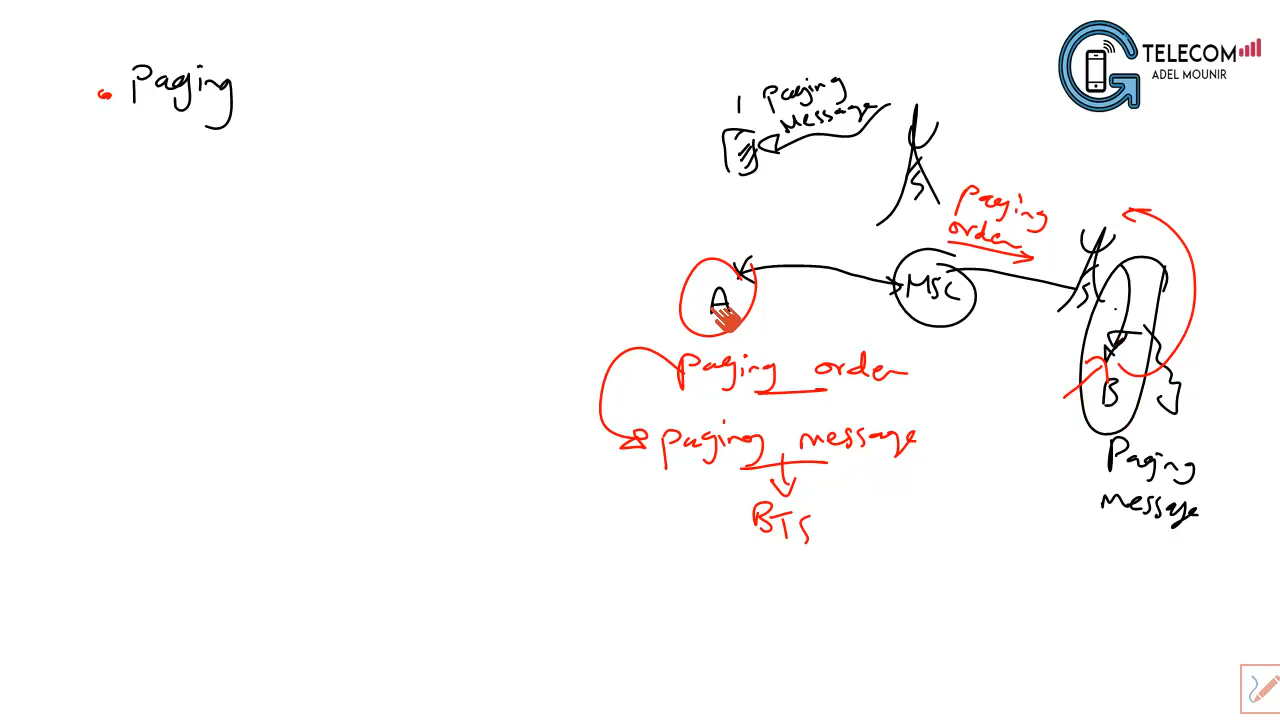 Paging
TELECOM
ADEL MOUNIR
1 Paging
Message
Paging
order
A
MSC
B
Paging order
Paging message
BTS
Paging
message